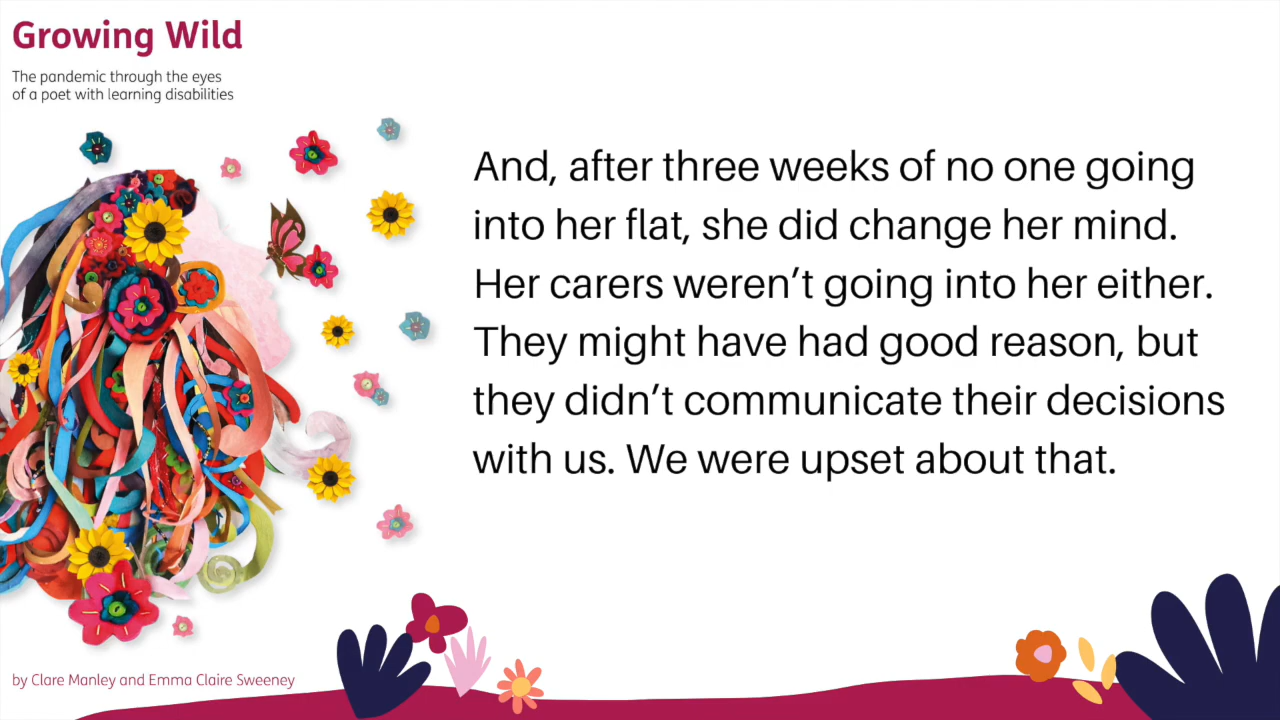 Growing Wild
The pandemic through the eyes
of a poet with learning disabilities
And, after three weeks of no one going
into her flat, she did change her mind.
Her carers weren’t going into her either.
They might have had good reason, but
they didn’t communicate their decisions
with us. We were upset about that.
by Clare Manley and Emma Claire Sweeney